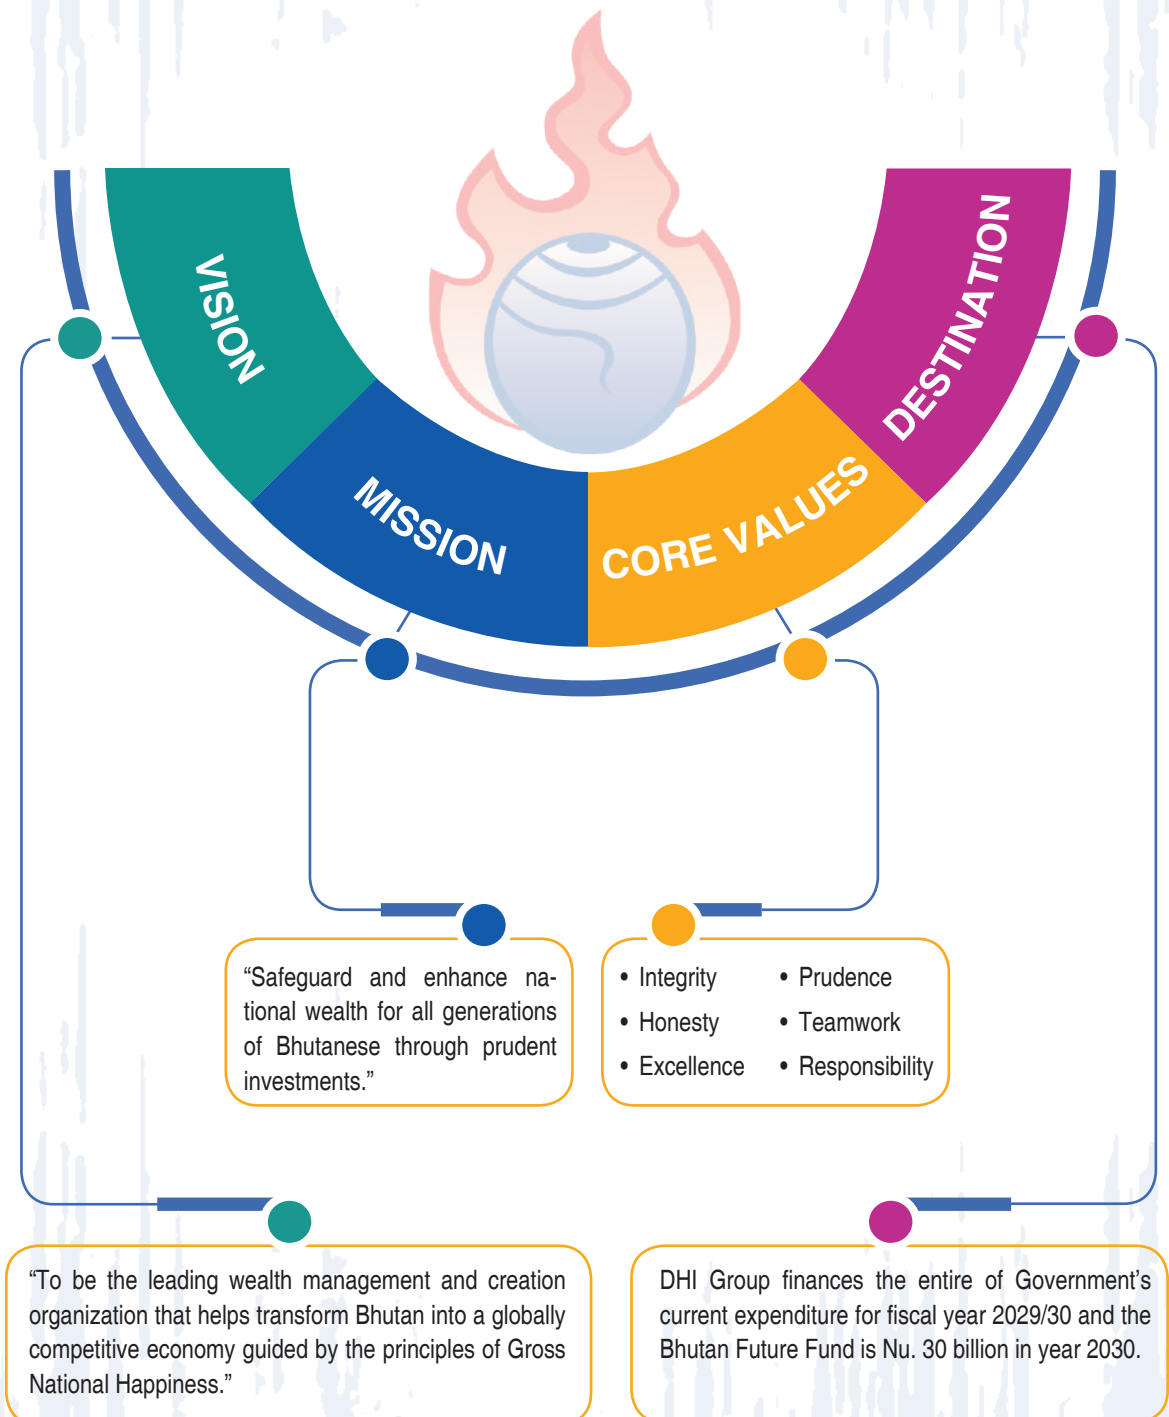 VISION
MISSION
CORE VALUES
DESTINATION
“Safeguard and enhance na-
tional wealth for all generations
of Bhutanese through prudent
investments.”
• Integrity
• Honesty
• Excellence
• Prudence
• Teamwork
• Responsibility
“To be the leading wealth management and creation
organization that helps transform Bhutan into a globally
competitive economy guided by the principles of Gross
National Happiness.”
DHI Group finances the entire of Government’s
current expenditure for fiscal year 2029/30 and the
Bhutan Future Fund is Nu. 30 billion in year 2030.